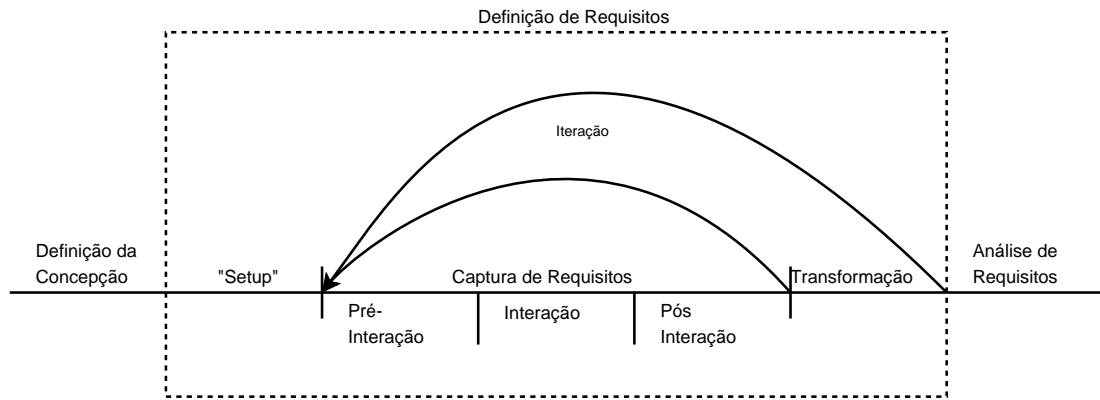 Definição de Requisitos
Iteração
Definição da
Concepção
"Setup"
Captura de Requisitos
Transformação
Análise de
Requisitos
Pré-
Interação
Interação
Pós
Interação